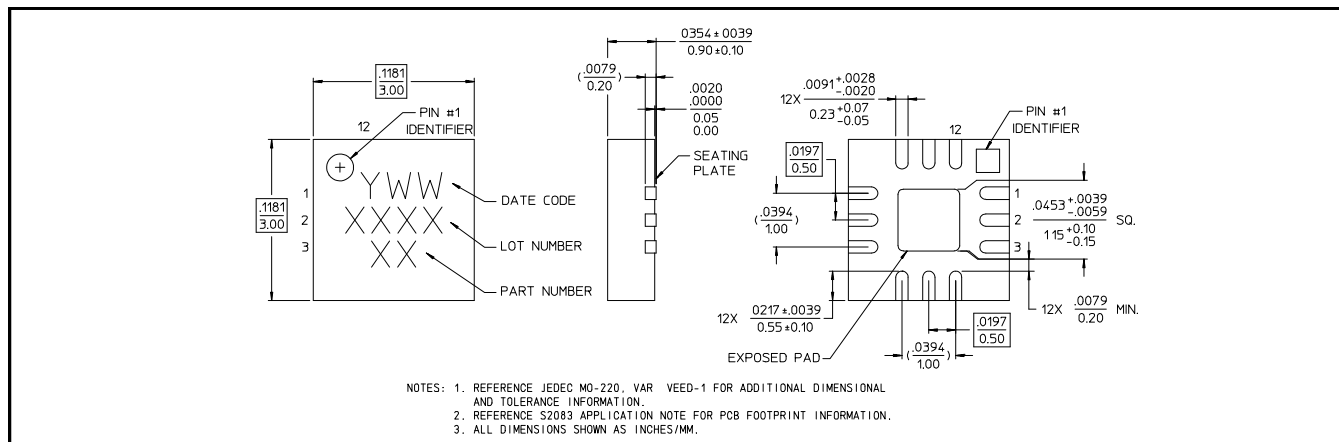 .1181
3.00
12
PIN #1
IDENTIFIER
.1181
3.00
1
2
3
YWW
XXXX
XX
DATE CODE
LOT NUMBER
PART NUMBER
.0354 ±.0039
0.90±0.10
(.0079
0.20)
.0020
.0000
0.05
0.00
SEATING
PLATE
12X .0091 +.0028
-.0020
0.23 +0.07
-0.05
12
PIN #1
IDENTIFIER
.0197
0.50
(.0394
1.00)
1
2
3
.0453 +.0039
-.0059 SQ.
1.15 +0.10
-0.15
12X .0217±.0039
0.55±0.10
12X .0079
0.20 MIN.
.0197
0.50
(.0394
1.00)
EXPOSED PAD
NOTES: 1. REFERENCE JEDEC MO-220, VAR VEED-1 FOR ADDITIONAL DIMENSIONAL
AND TOLERANCE INFORMATION.
2. REFERENCE S2083 APPLICATION NOTE FOR PCB FOOTPRINT INFORMATION.
3. ALL DIMENSIONS SHOWN AS INCHES/MM.